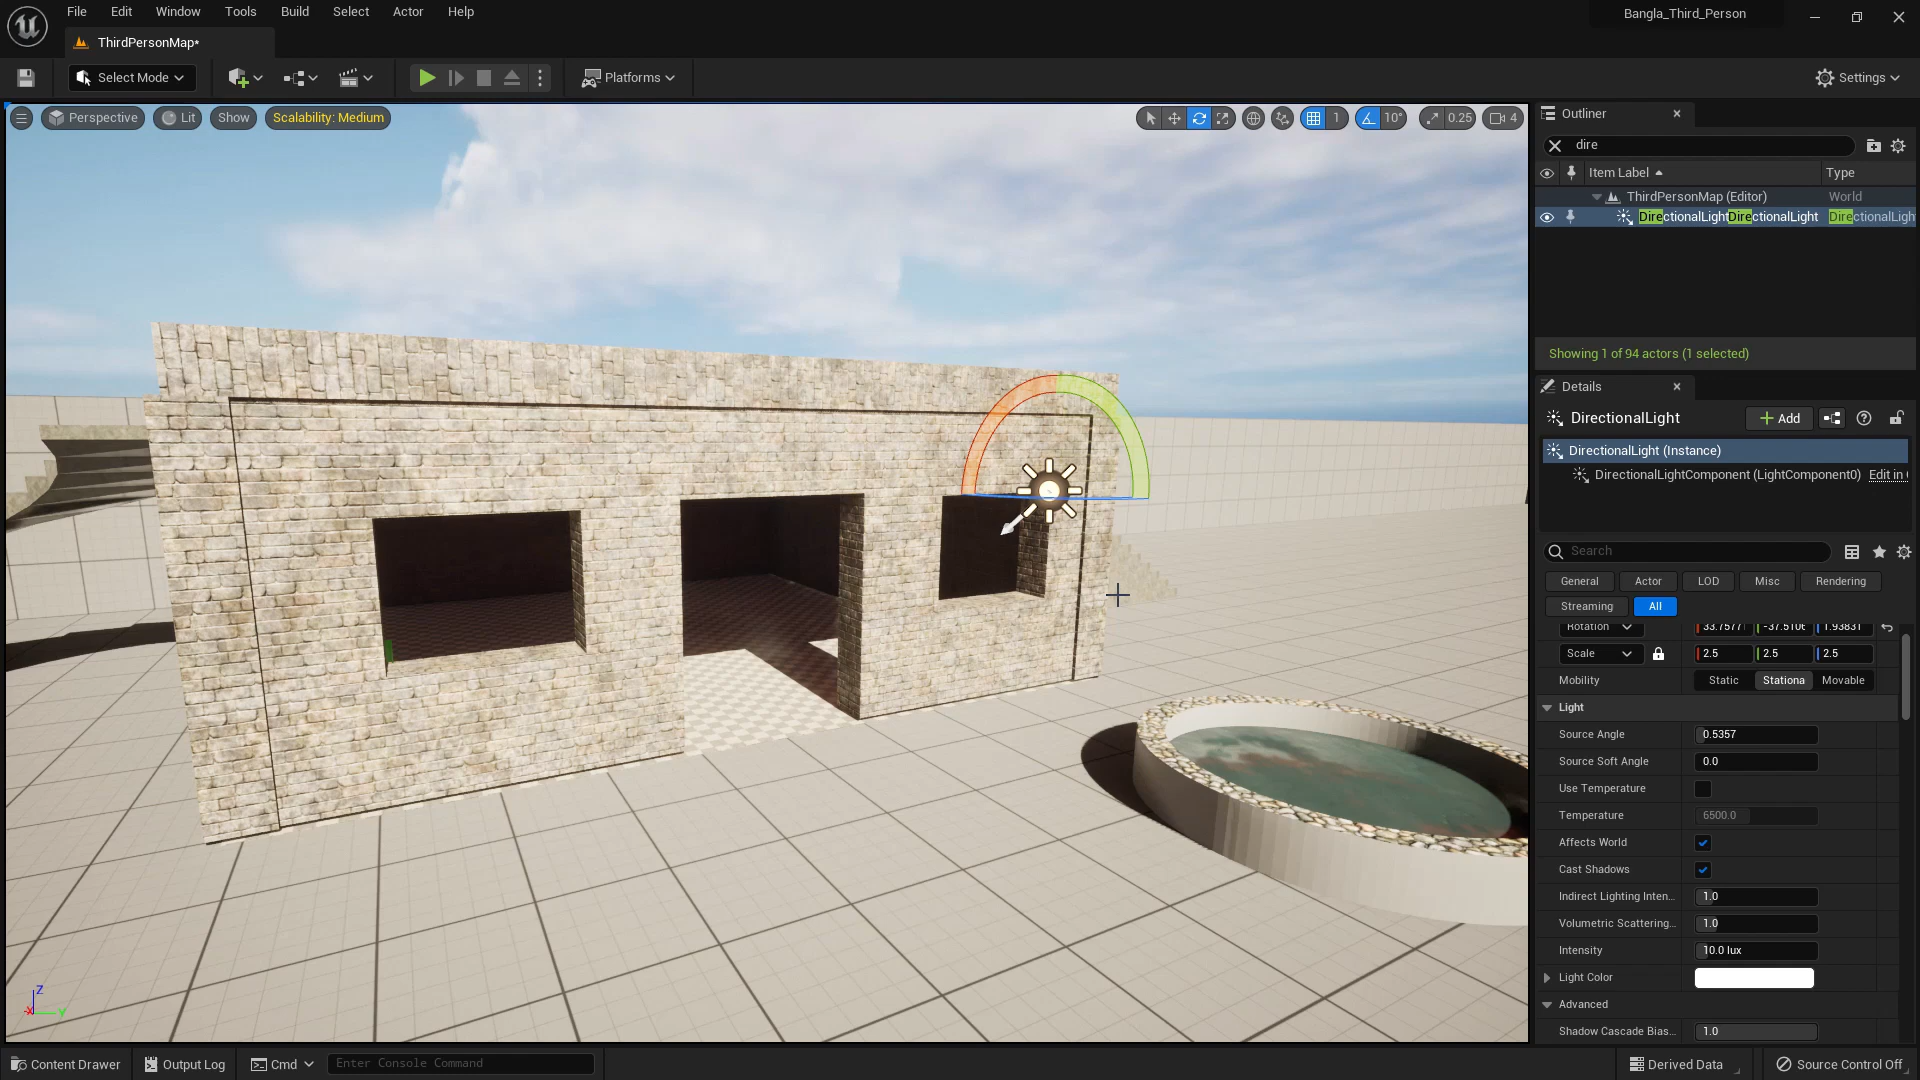 File Edit Window Tools Build Select Actor Help
Bangla_Third_Person
ThirdPersonMap*
Select Mode
Platforms
Settings
Perspective Lit Show Scalability: Medium
1 10° 0.25 4
Outliner
dire
Item Label Type
ThirdPersonMap (Editor) World
DirectionalLightDirectionalLight DirectionalLigh
Showing 1 of 94 actors (1 selected)
Details
DirectionalLight Add
DirectionalLight (Instance)
DirectionalLightComponent (LightComponent0) Edit in
Search
General Actor LOD Misc Rendering
Streaming All
Rotation 33.7577 -37.5106 1.93831
Scale 2.5 2.5 2.5
Mobility Static Stationa Movable
Light
Source Angle 0.5357
Source Soft Angle 0.0
Use Temperature
Temperature 6500.0
Affects World
Cast Shadows
Indirect Lighting Inten... 1.0
Volumetric Scattering... 1.0
Intensity 10.0 lux
Light Color
Advanced
Shadow Cascade Bias... 1.0
Z
X Y
Content Drawer Output Log Cmd Enter Console Command
Derived Data Source Control Off